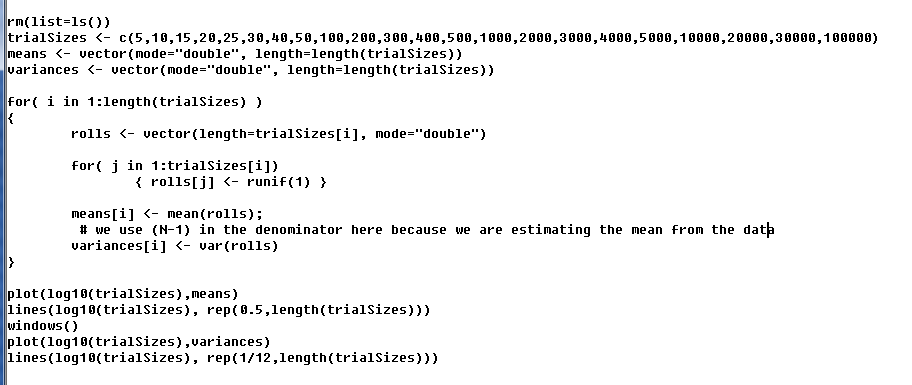 rm(list=ls())
trialSizes <- c(5,10,15,20,25,30,40,50,100,200,300,400,500,1000,2000,3000,4000,5000,10000,20000,30000,100000)
means <- vector(mode="double", length=length(trialSizes))
variances <- vector(mode="double", length=length(trialSizes))
for( i in 1:length(trialSizes) )
{
rolls <- vector(length=trialSizes[i], mode="double")
for( j in 1:trialSizes[i])
{ rolls[j] <- runif(1) }
means[i] <- mean(rolls);
# we use (N-1) in the denominator here because we are estimating the mean from the data
variances[i] <- var(rolls)
}
plot(log10(trialSizes),means)
lines(log10(trialSizes), rep(0.5,length(trialSizes)))
windows()
plot(log10(trialSizes),variances)
lines(log10(trialSizes), rep(1/12,length(trialSizes)))